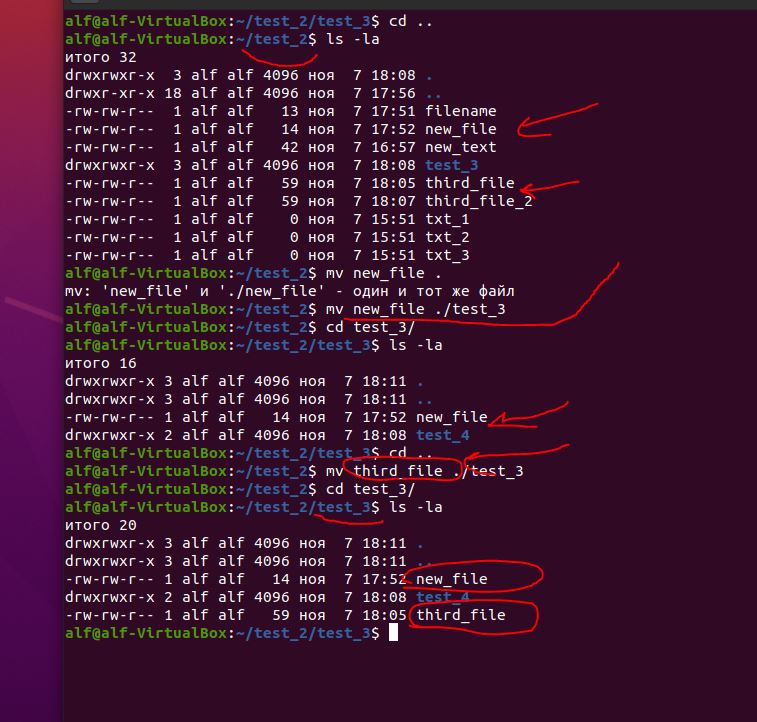 alf@alf-VirtualBox:~/test_2/test_3$ cd ..
alf@alf-VirtualBox:~/test_2$ ls -la
итого 32
drwxrwxr-x  3 alf alf 4096 ноя  7 18:08 .
drwxr-xr-x 18 alf alf 4096 ноя  7 17:56 ..
-rw-rw-r--  1 alf alf   13 ноя  7 17:51 filename
-rw-rw-r--  1 alf alf   14 ноя  7 17:52 new_file
-rw-rw-r--  1 alf alf   42 ноя  7 16:57 new_text
drwxrwxr-x  3 alf alf 4096 ноя  7 18:08 test_3
-rw-rw-r--  1 alf alf   59 ноя  7 18:05 third_file
-rw-rw-r--  1 alf alf   59 ноя  7 18:07 third_file_2
-rw-rw-r--  1 alf alf    0 ноя  7 15:51 txt_1
-rw-rw-r--  1 alf alf    0 ноя  7 15:51 txt_2
-rw-rw-r--  1 alf alf    0 ноя  7 15:51 txt_3
alf@alf-VirtualBox:~/test_2$ mv new_file .
mv: 'new_file' и './new_file' - один и тот же файл
alf@alf-VirtualBox:~/test_2$ mv new_file ./test_3
alf@alf-VirtualBox:~/test_2$ cd test_3/
alf@alf-VirtualBox:~/test_2/test_3$ ls -la
итого 16
drwxrwxr-x 3 alf alf 4096 ноя  7 18:11 .
drwxrwxr-x 3 alf alf 4096 ноя  7 18:11 ..
-rw-rw-r-- 1 alf alf   14 ноя  7 17:52 new_file
drwxrwxr-x 2 alf alf 4096 ноя  7 18:08 test_4
alf@alf-VirtualBox:~/test_2/test_3$ cd ..
alf@alf-VirtualBox:~/test_2$ mv third_file ./test_3
alf@alf-VirtualBox:~/test_2$ cd test_3/
alf@alf-VirtualBox:~/test_2/test_3$ ls -la
итого 20
drwxrwxr-x 3 alf alf 4096 ноя  7 18:11 .
drwxrwxr-x 3 alf alf 4096 ноя  7 18:11 ..
-rw-rw-r-- 1 alf alf   14 ноя  7 17:52 new_file
drwxrwxr-x 2 alf alf 4096 ноя  7 18:08 test_4
-rw-rw-r-- 1 alf alf   59 ноя  7 18:05 third_file
alf@alf-VirtualBox:~/test_2/test_3$